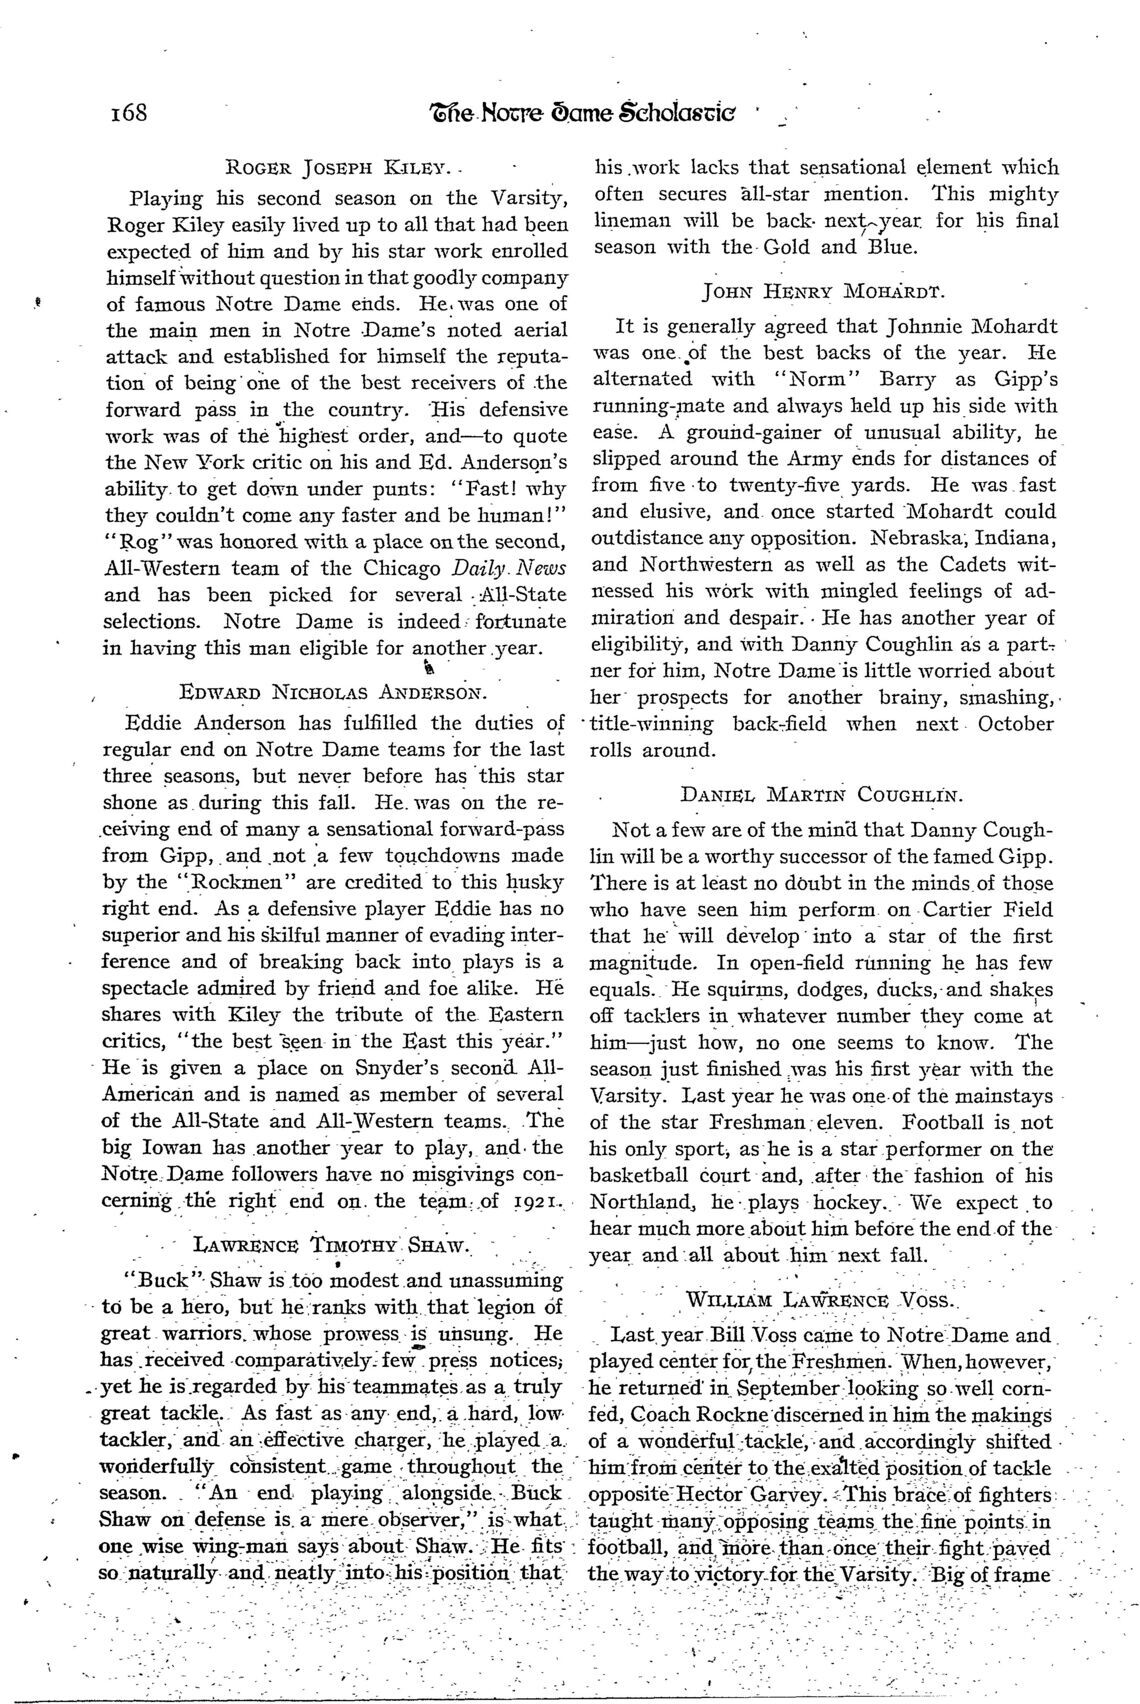 168
The Notre Dame Scholastic
ROGER JOSEPH KILEY.
Playing his second season on the Varsity,
Roger Kiley easily lived up to all that had been
expected of him and by his star work enrolled
himself without question in that goodly company
of famous Notre Dame ends. He was one of
the main men in Notre Dame's noted aerial
attack and established for himself the reputa-
tion of being one of the best receivers of the
forward pass in the country. His defensive
work was of the highest order, and—to quote
the New York critic on his and Ed. Anderson's
ability to get down under punts: "Fast! why
they couldn't come any faster and be human!"
"Rog" was honored with a place on the second,
All-Western team of the Chicago Daily News
and has been picked for several All-State
selections. Notre Dame is indeed fortunate
in having this man eligible for another year.
EDWARD NICHOLAS ANDERSON.
Eddie Anderson has fulfilled the duties of
regular end on Notre Dame teams for the last
three seasons, but never before has this star
shone as during this fall. He was on the re-
ceiving end of many a sensational forward-pass
from Gipp, and not a few touchdowns made
by the "Rockmen" are credited to this husky
right end. As a defensive player Eddie has no
superior and his skilful manner of evading inter-
ference and of breaking back into plays is a
spectacle admired by friend and foe alike. He
shares with Kiley the tribute of the Eastern
critics, "the best seen in the East this year."
He is given a place on Snyder's second All-
American and is named as member of several
of the All-State and All-Western teams. The
big Iowan has another year to play, and the
Notre Dame followers have no misgivings con-
cerning the right end on the team of 1921.
LAWRENCE TIMOTHY SHAW.
"Buck" Shaw is too modest and unassuming
to be a hero, but he ranks with that legion of
great warriors whose prowess is unsung. He
has received comparatively few press notices;
yet he is regarded by his teammates as a truly
great tackle. As fast as any end, a hard, low
tackler, and an effective charger, he played a
wonderfully consistent game throughout the
season. "An end playing alongside Buck
Shaw on defense is a mere observer," is what
one wise wing-man says about Shaw. He fits
so naturally and neatly into his position that
his work lacks that sensational element which
often secures all-star mention. This mighty
lineman will be back next year for his final
season with the Gold and Blue.
JOHN HENRY MOHARDT.
It is generally agreed that Johnnie Mohardt
was one of the best backs of the year. He
alternated with "Norm" Barry as Gipp's
running-mate and always held up his side with
ease. A ground-gainer of unusual ability, he
slipped around the Army ends for distances of
from five to twenty-five yards. He was fast
and elusive, and once started Mohardt could
outdistance any opposition. Nebraska, Indiana,
and Northwestern as well as the Cadets wit-
nessed his work with mingled feelings of ad-
miration and despair. He has another year of
eligibility, and with Danny Coughlin as a part-
ner for him, Notre Dame is little worried about
her prospects for another brainy, smashing,
title-winning back-field when next October
rolls around.
DANIEL MARTIN COUGHLIN.
Not a few are of the mind that Danny Cough-
lin will be a worthy successor of the famed Gipp.
There is at least no doubt in the minds of those
who have seen him perform on Cartier Field
that he will develop into a star of the first
magnitude. In open-field running he has few
equals. He squirms, dodges, ducks, and shakes
off tacklers in whatever number they come at
him—just how, no one seems to know. The
season just finished was his first year with the
Varsity. Last year he was one of the mainstays
of the star Freshman eleven. Football is not
his only sport, as he is a star performer on the
basketball court and, after the fashion of his
Northland, he plays hockey. We expect to
hear much more about him before the end of the
year and all about him next fall.
WILLIAM LAWRENCE VOSS.
Last year Bill Voss came to Notre Dame and
played center for the Freshmen. When, however,
he returned in September looking so well corn-
fed, Coach Rockne discerned in him the makings
of a wonderful tackle, and accordingly shifted
him from center to the exalted position of tackle
opposite Hector Garvey. This brace of fighters
taught many opposing teams the fine points in
football, and more than once their fight paved
the way to victory for the Varsity. Big of frame